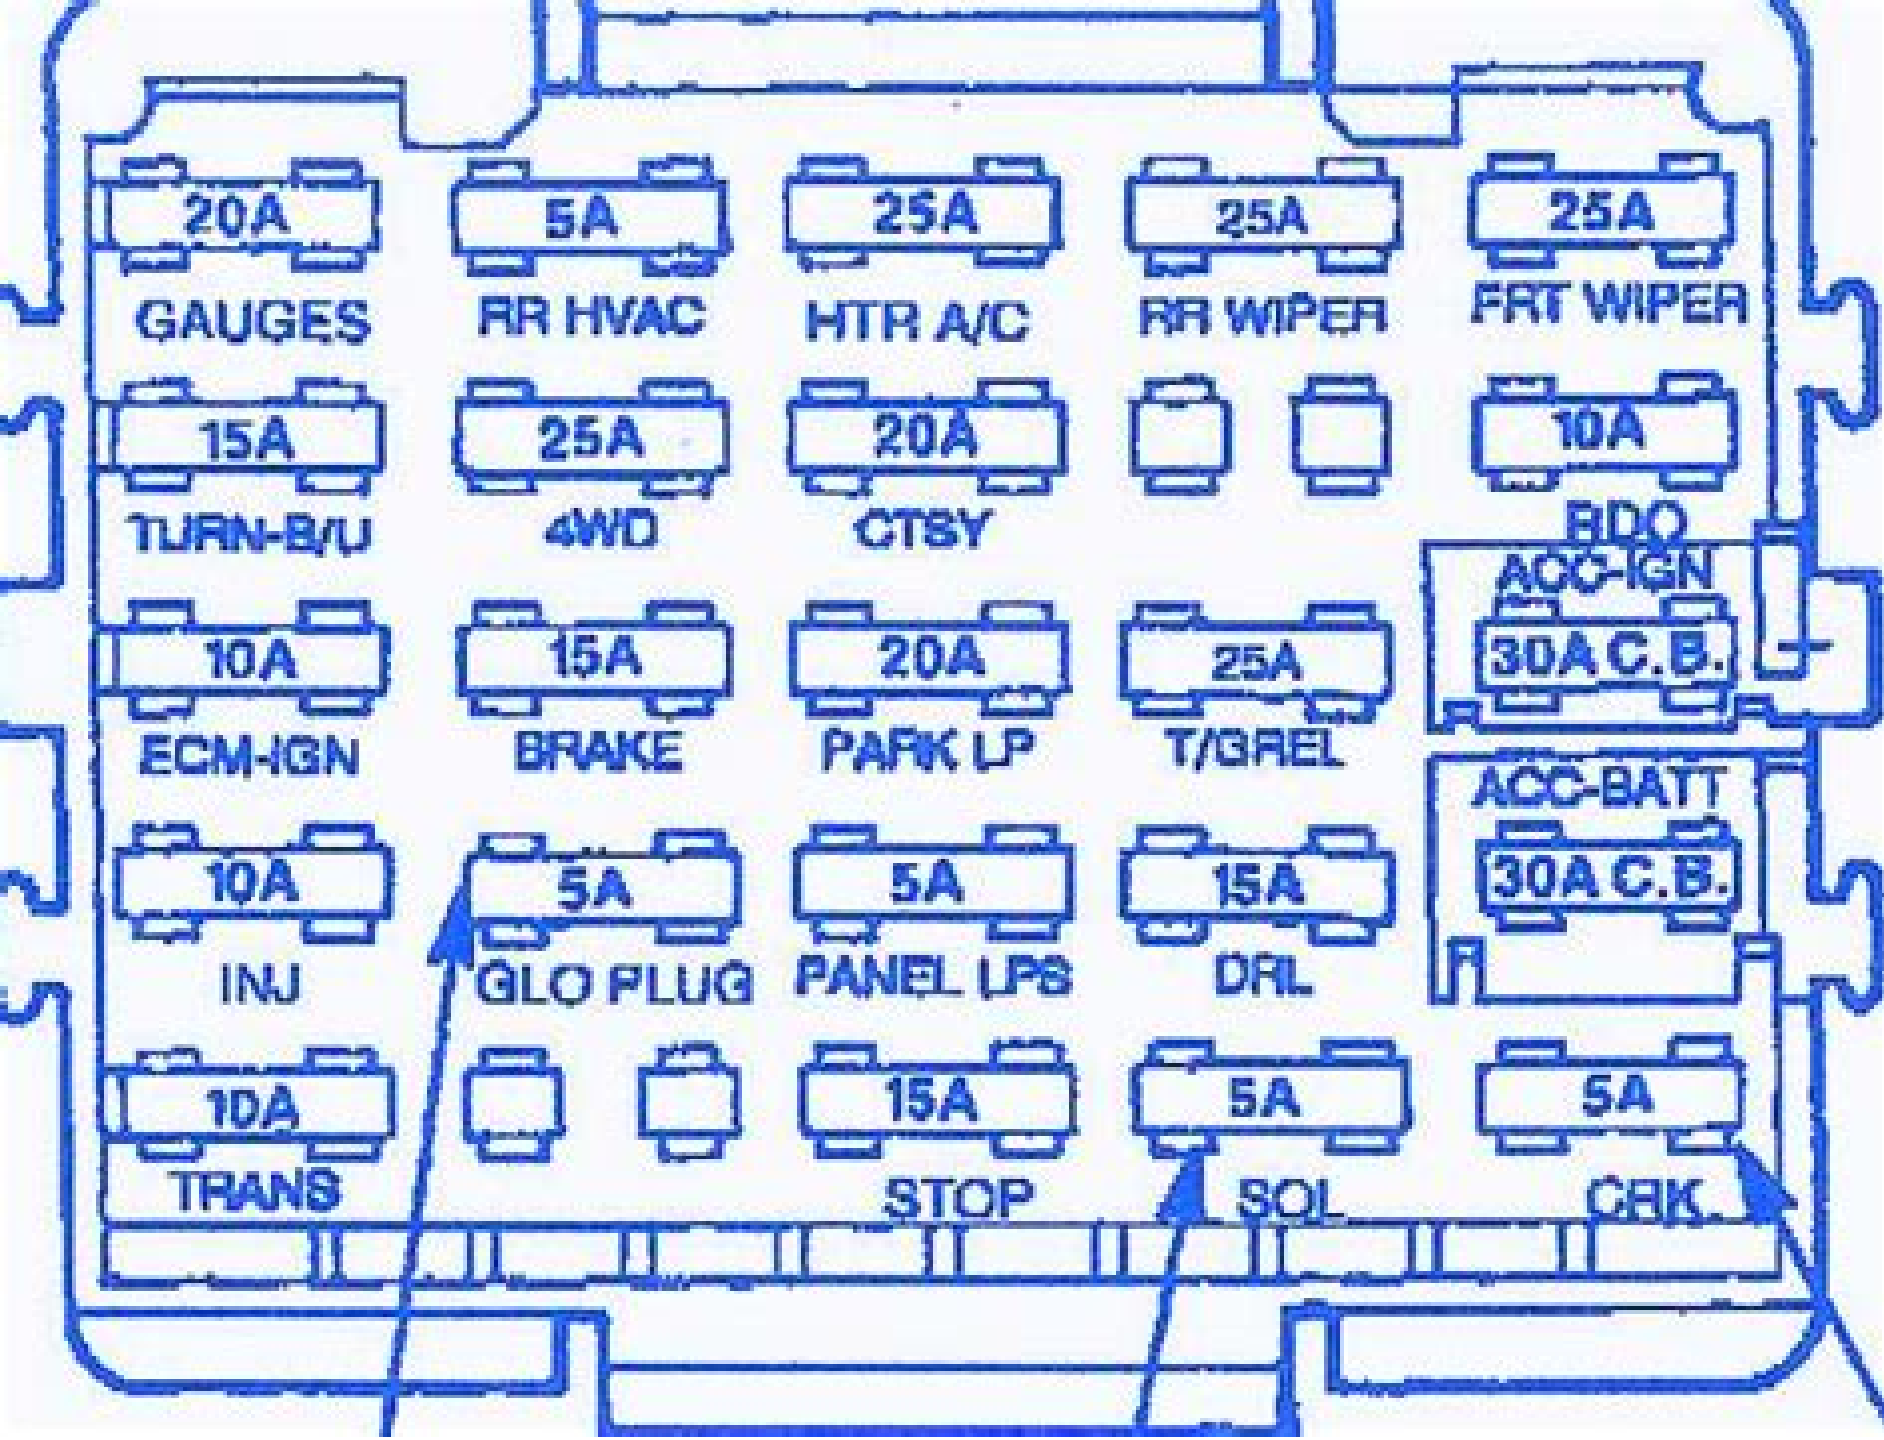 20A 5A 25A 25A 25A
GAUGES RR HVAC HTR A/C RR WIPER FRT WIPER
15A 25A 20A 10A
TURN-B/U 4WD CTSY RDO
ACC-IGN
10A 15A 20A 25A 30A C.B.
ECM-IGN BRAKE PARK LP T/GREL
ACC-BATT
10A 5A 5A 15A 30A C.B.
INJ GLO PLUG PANEL LPS DRL
10A 15A 5A 5A
TRANS STOP SOL CRK